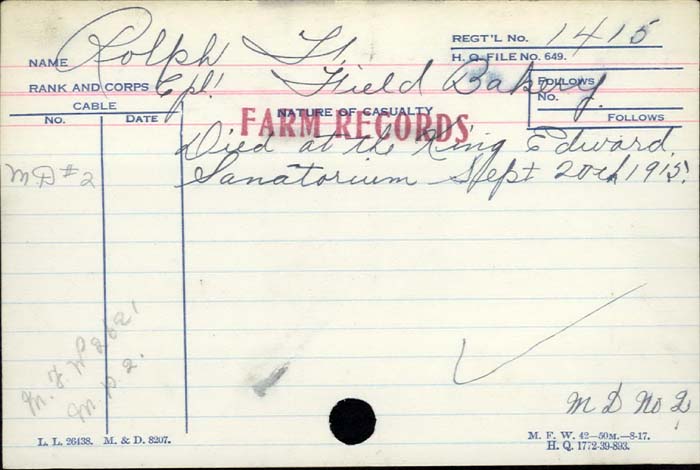 NAME Rolph
REGT'L No. 1415
H. Q. FILE No. 649.
RANK AND CORPS Cpl. Field Bakery
FOLLOWS
No.
CABLE
NATURE OF CASUALTY
FOLLOWS
No. DATE
FARM RECORDS
Died at the King Edward
MD #2 Sanatorium Sept 20th 1915.
M. F. W 2621
M. D. 2.
M D No 2
L. L. 26438. M. & D. 8207.
M. F. W. 42—50M.—8-17.
H. Q. 1772-39-893.